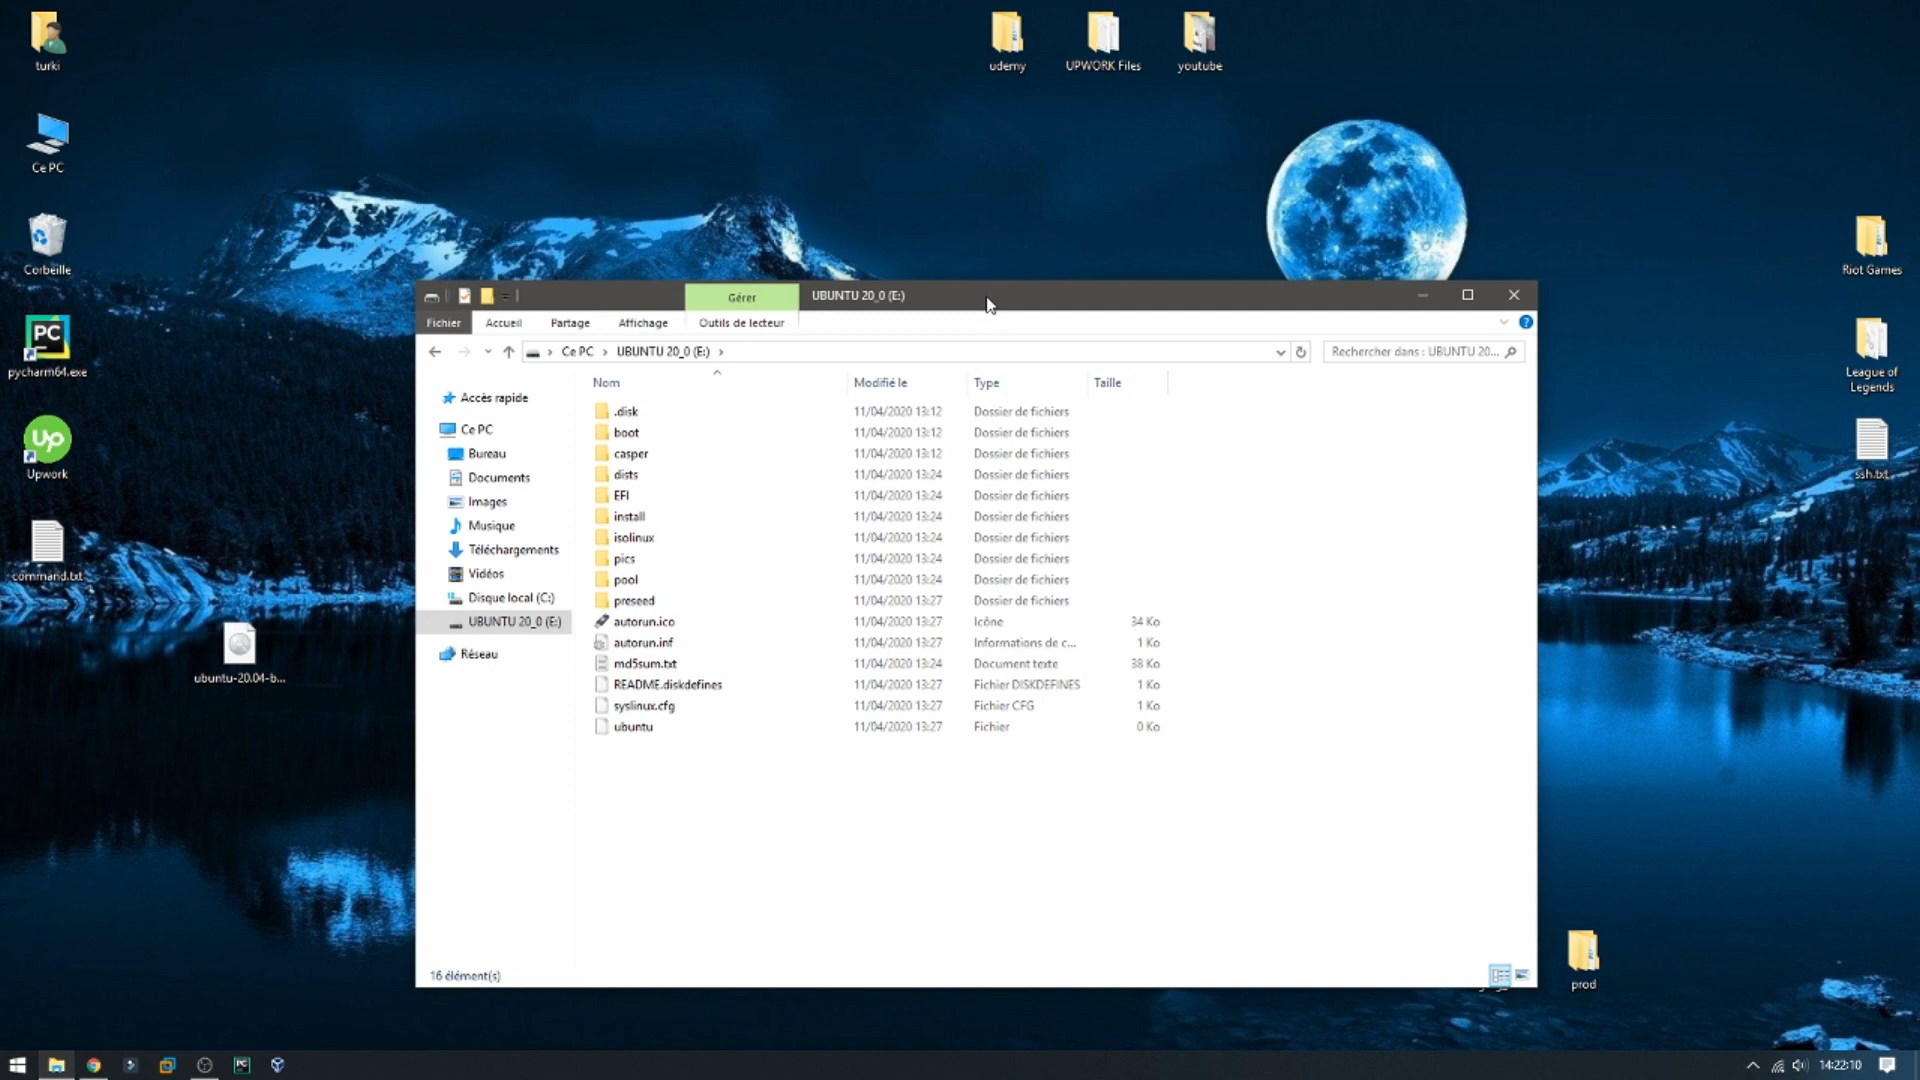 turki
Ce PC
Corbeille
PC
pycharm64.exe
Up
Upwork
command.txt
ubuntu-20.04-b...
udemy
UPWORK Files
youtube
Riot Games
League of
Legends
ssh.txt
prod
Gérer
UBUNTU 20_0 (E:)
Fichier
Accueil
Partage
Affichage
Outils de lecteur
Ce PC
UBUNTU 20_0 (E:)
Rechercher dans : UBUNTU 20...
Accès rapide
Ce PC
Bureau
Documents
Images
Musique
Téléchargements
Vidéos
Disque local (C:)
UBUNTU 20_0 (E:)
Réseau
Nom Modifié le Type Taille
.disk 11/04/2020 13:12 Dossier de fichiers
boot 11/04/2020 13:12 Dossier de fichiers
casper 11/04/2020 13:12 Dossier de fichiers
dists 11/04/2020 13:24 Dossier de fichiers
EFI 11/04/2020 13:24 Dossier de fichiers
install 11/04/2020 13:24 Dossier de fichiers
isolinux 11/04/2020 13:24 Dossier de fichiers
pics 11/04/2020 13:24 Dossier de fichiers
pool 11/04/2020 13:24 Dossier de fichiers
preseed 11/04/2020 13:27 Dossier de fichiers
autorun.ico 11/04/2020 13:27 Icône 34 Ko
autorun.inf 11/04/2020 13:27 Informations de c... 1 Ko
md5sum.txt 11/04/2020 13:24 Document texte 38 Ko
README.diskdefines 11/04/2020 13:27 Fichier DISKDEFINES 1 Ko
syslinux.cfg 11/04/2020 13:27 Fichier CFG 1 Ko
ubuntu 11/04/2020 13:27 Fichier 0 Ko
16 élément(s)
PC
14:22:10